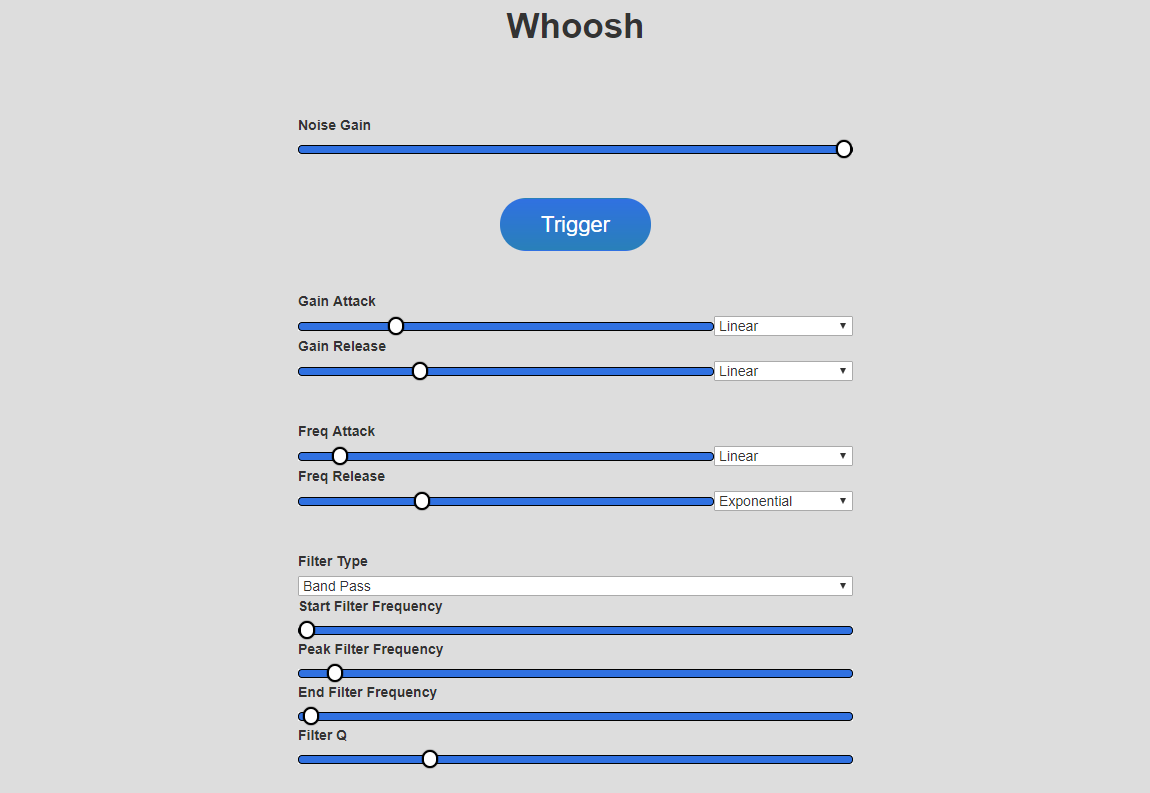 Whoosh
Noise Gain
Trigger
Gain Attack
Linear
Gain Release
Linear
Freq Attack
Linear
Freq Release
Exponential
Filter Type
Band Pass
Start Filter Frequency
Peak Filter Frequency
End Filter Frequency
Filter Q